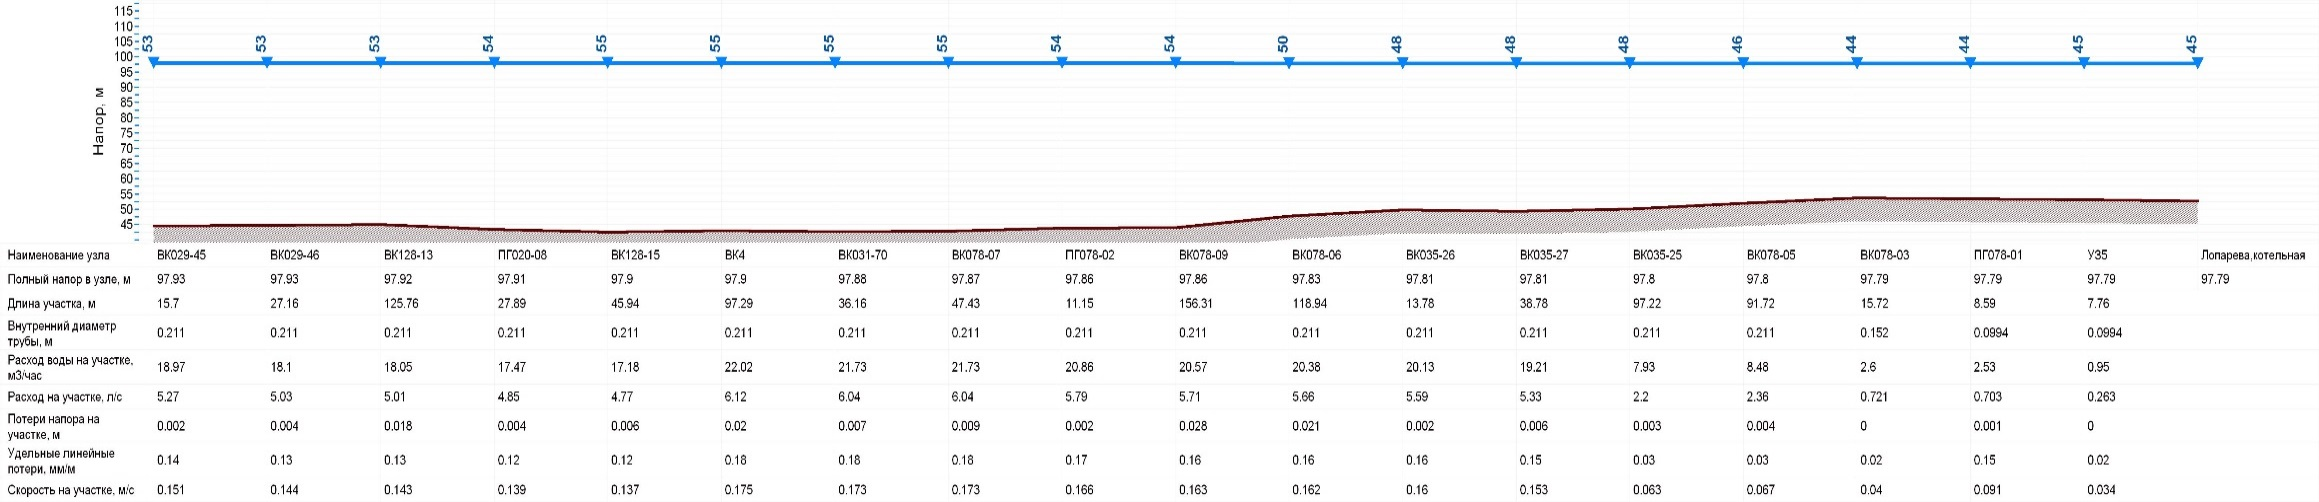 115
110
105
100
95
90
85
80
75
70
65
60
55
50
45
Напор, м
53 53 53 54 55 55 55 55 54 54 50 48 48 48 46 44 44 45 45
Наименование узла ВК029-45 ВК029-46 ВК128-13 ПГ020-08 ВК128-15 ВК4 ВК031-70 ВК078-07 ПГ078-02 ВК078-09 ВК078-06 ВК035-26 ВК035-27 ВК035-25 ВК078-05 ВК078-03 ПГ078-01 У35 Лопарева,котельная
Полный напор в узле, м 97.93 97.93 97.92 97.91 97.9 97.9 97.88 97.87 97.86 97.86 97.83 97.81 97.81 97.8 97.8 97.79 97.79 97.79 97.79
Длина участка, м 15.7 27.16 125.76 27.89 45.94 97.29 36.16 47.43 11.15 156.31 118.94 13.78 38.78 97.22 91.72 15.72 8.59 7.76
Внутренний диаметр
трубы, м 0.211 0.211 0.211 0.211 0.211 0.211 0.211 0.211 0.211 0.211 0.211 0.211 0.211 0.211 0.211 0.152 0.0994 0.0994
Расход воды на участке,
м3/час 18.97 18.1 18.05 17.47 17.18 22.02 21.73 21.73 20.86 20.57 20.38 20.13 19.21 7.93 8.48 2.6 2.53 0.95
Расход на участке, л/с 5.27 5.03 5.01 4.85 4.77 6.12 6.04 6.04 5.79 5.71 5.66 5.59 5.33 2.2 2.36 0.721 0.703 0.263
Потери напора на
участке, м 0.002 0.004 0.018 0.004 0.006 0.02 0.007 0.009 0.002 0.028 0.021 0.002 0.006 0.003 0.004 0 0.001 0
Удельные линейные
потери, мм/м 0.14 0.13 0.13 0.12 0.12 0.18 0.18 0.18 0.17 0.16 0.16 0.16 0.15 0.03 0.03 0.02 0.15 0.02
Скорость на участке, м/с 0.151 0.144 0.143 0.139 0.137 0.175 0.173 0.173 0.166 0.163 0.162 0.16 0.153 0.063 0.067 0.04 0.091 0.034